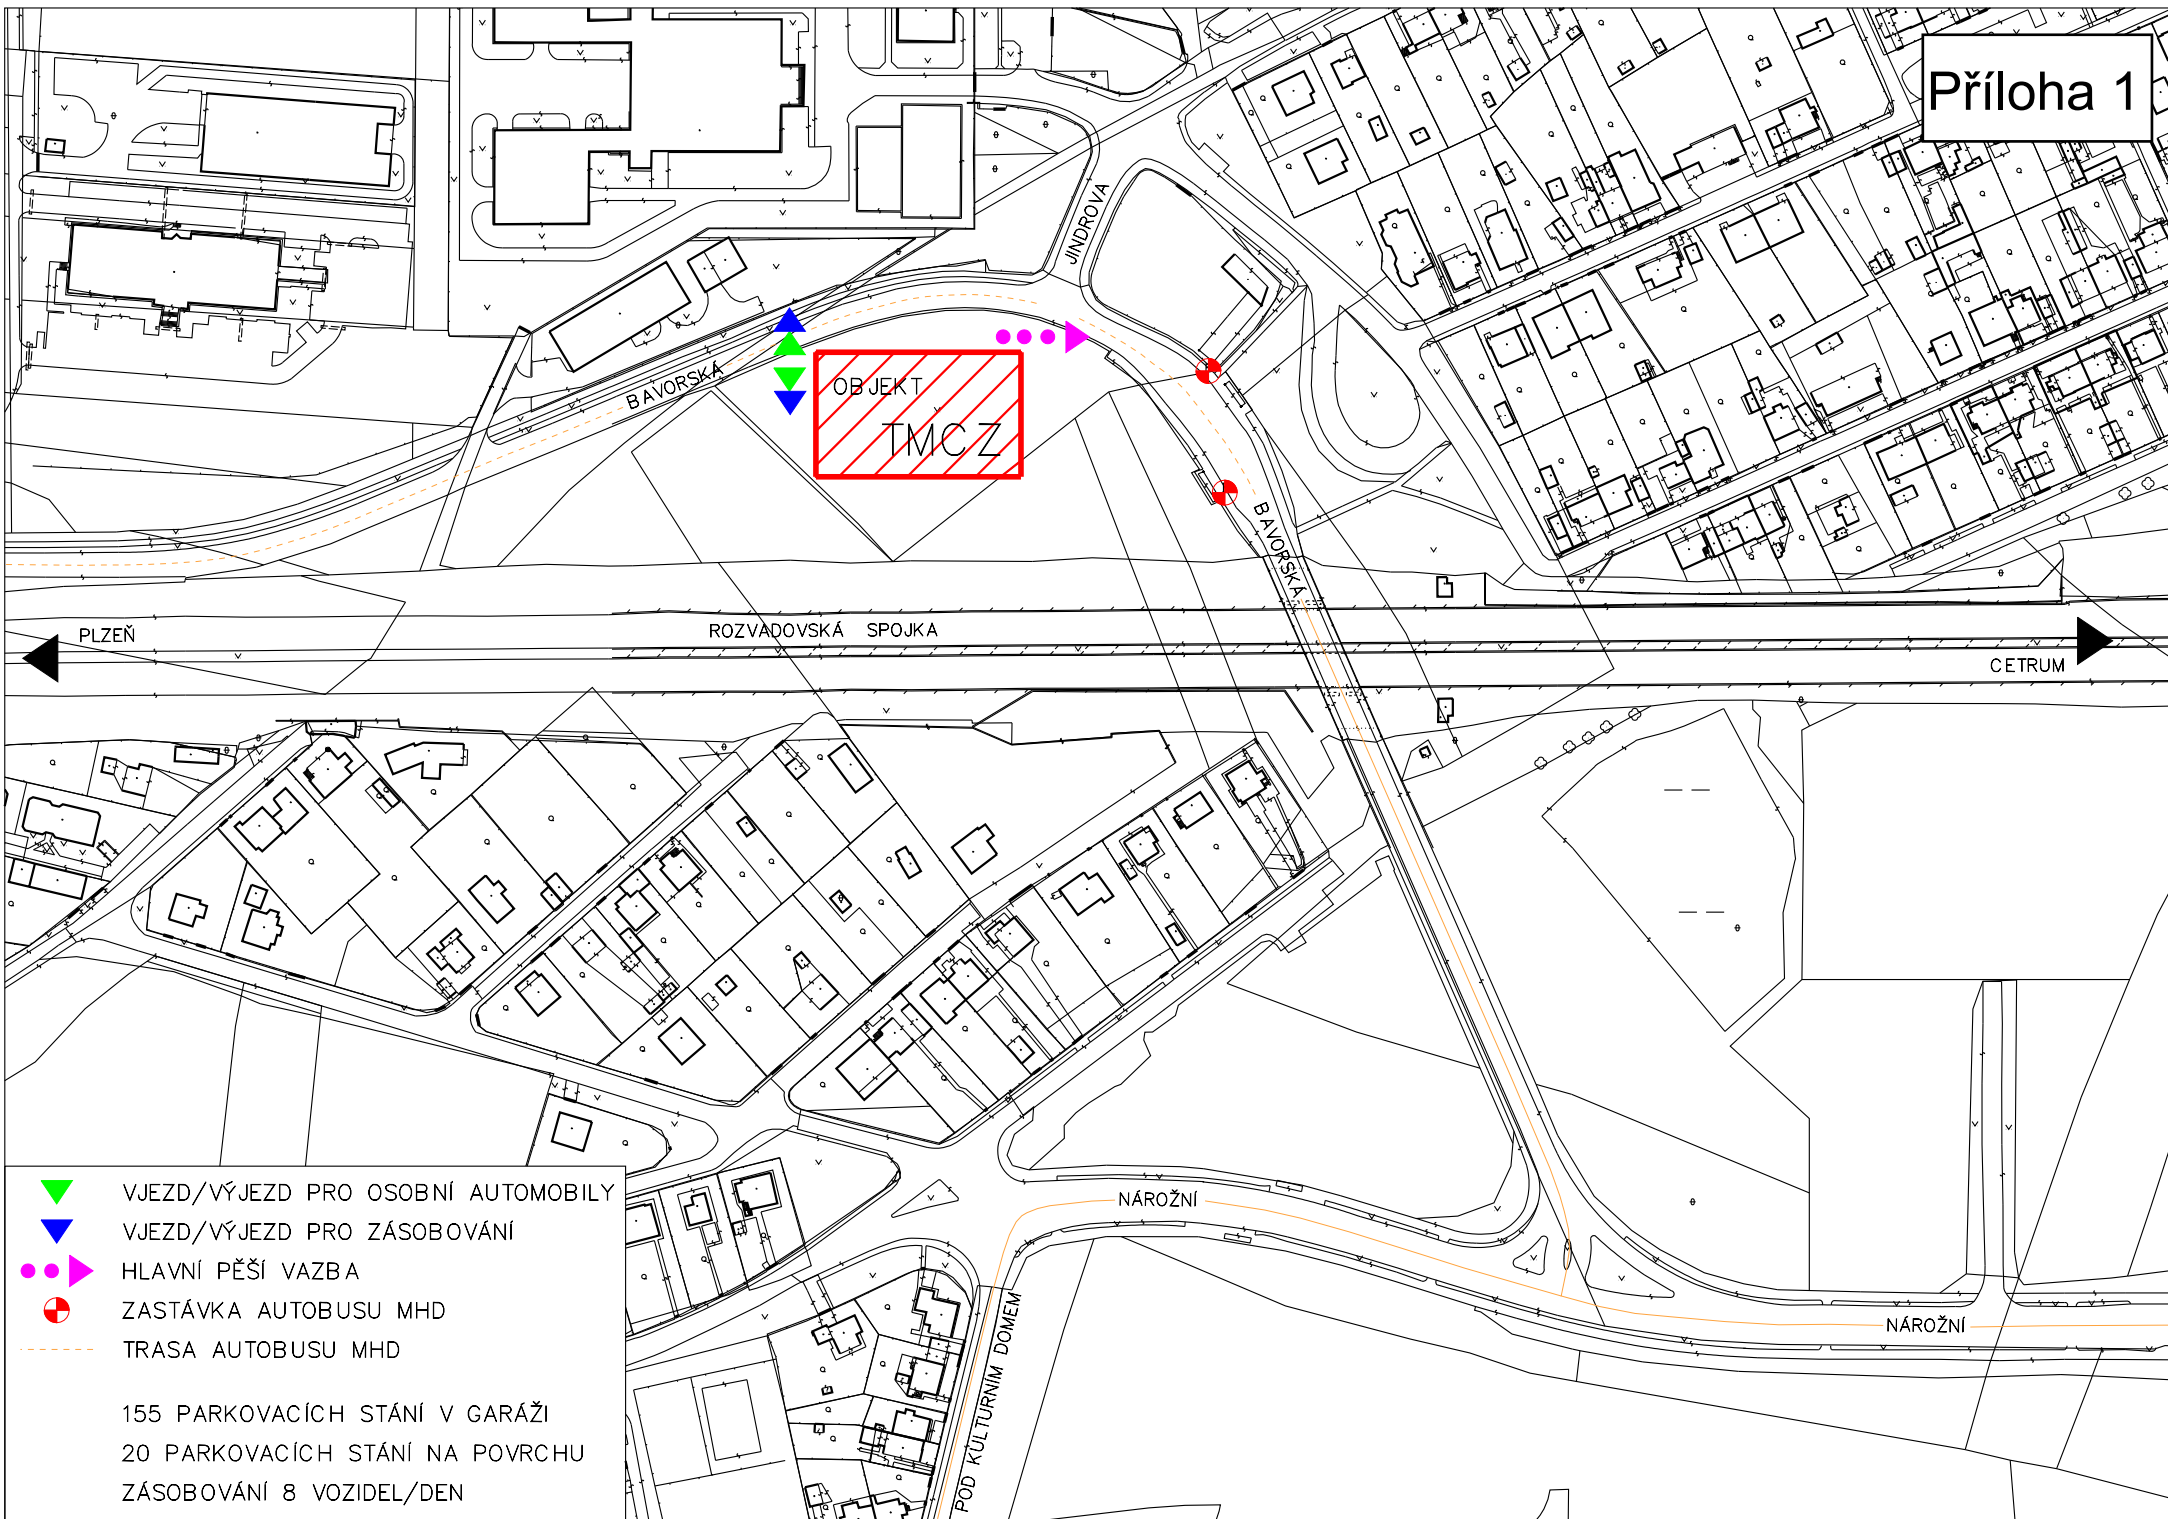 Příloha 1
JINDROVA
BAVORSKÁ
OBJEKT
TMCZ
BAVORSKÁ
PLZEŇ
ROZVADOVSKÁ SPOJKA
CETRUM
VJEZD/VÝJEZD PRO OSOBNÍ AUTOMOBILY
VJEZD/VÝJEZD PRO ZÁSOBOVÁNÍ
HLAVNÍ PĚŠÍ VAZBA
ZASTÁVKA AUTOBUSU MHD
TRASA AUTOBUSU MHD
155 PARKOVACÍCH STÁNÍ V GARÁŽI
20 PARKOVACÍCH STÁNÍ NA POVRCHU
ZÁSOBOVÁNÍ 8 VOZIDEL/DEN
NÁROŽNÍ
NÁROŽNÍ
POD KULTURNÍM DOMEM